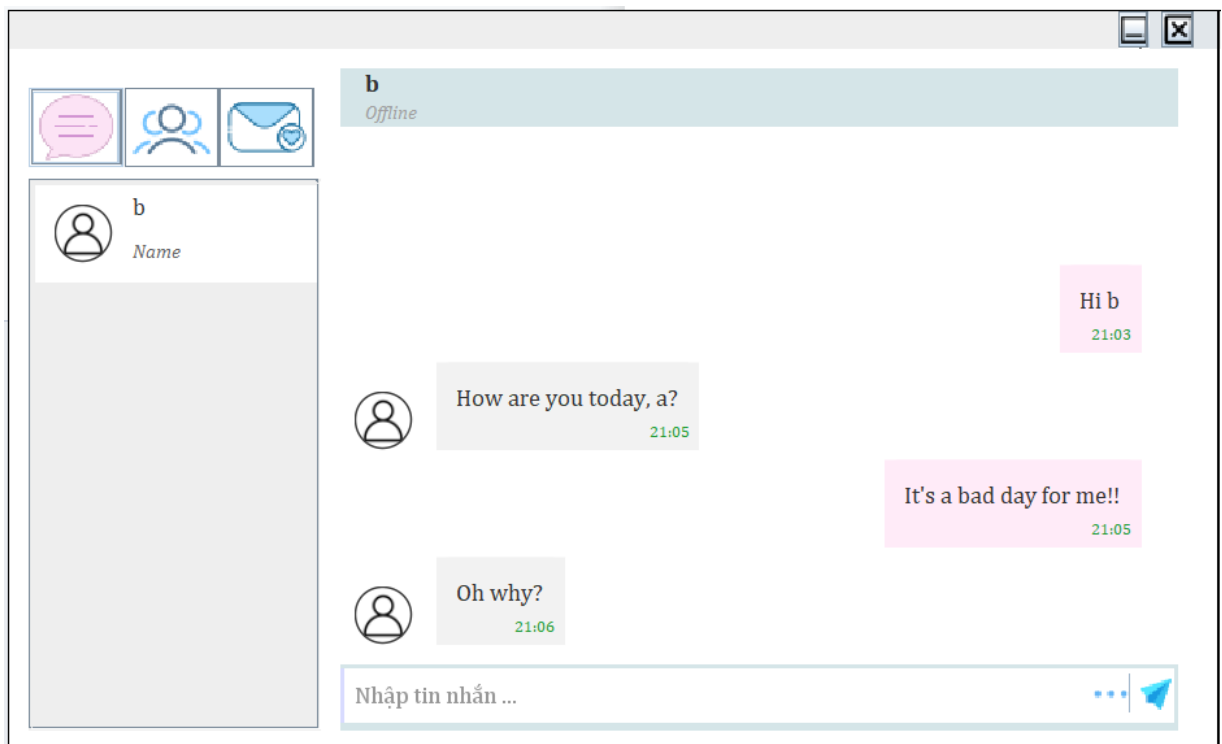 b
Offline
b
Name
Hi b
21:03
How are you today, a?
21:05
It's a bad day for me!!
21:05
Oh why?
21:06
Nhập tin nhắn ...